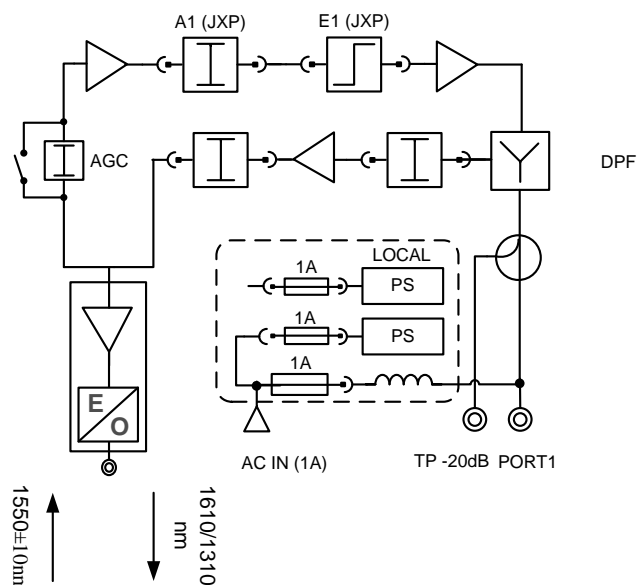 A1 (JXP)
E1 (JXP)
AGC
DPF
LOCAL
1A
PS
1A
PS
1A
E
O
AC IN (1A)
TP -20dB
PORT1
1550±10nm
1610/1310
nm